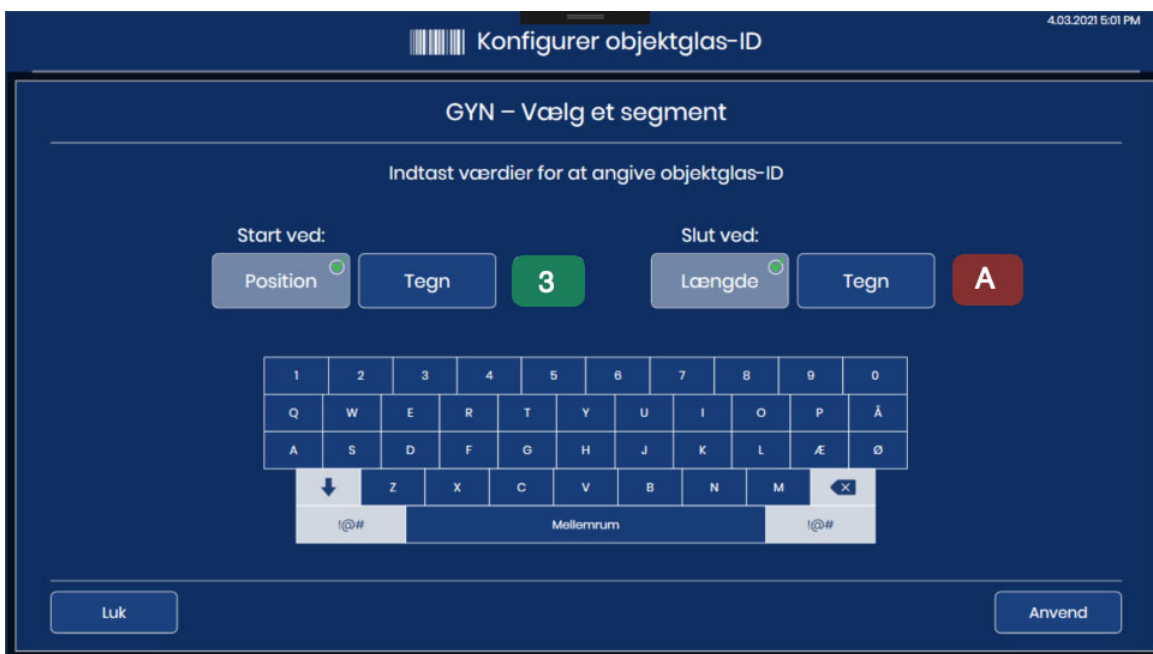 4.03.2021 5:01 PM
Konfigurer objektglas-ID
GYN – Vælg et segment
Indtast værdier for at angive objektglas-ID
Start ved: Slut ved:
Position Tegn 3 Længde Tegn A
1 2 3 4 5 6 7 8 9 0
Q W E R T Y U I O P Å
A S D F G H J K L Æ Ø
Z X C V B N M
!@# Mellemrum !@#
Luk Anvend